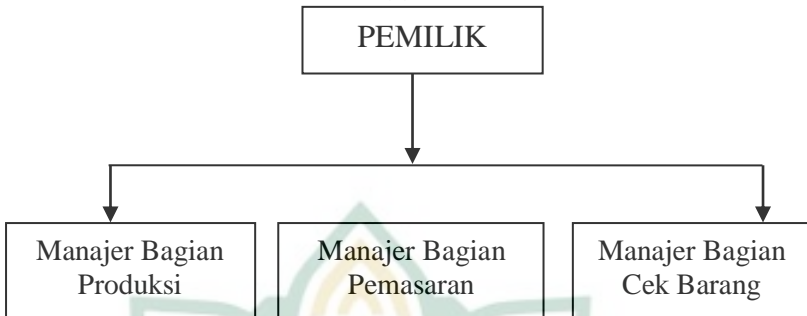 PEMILIK
Manajer Bagian
Produksi
Manajer Bagian
Pemasaran
Manajer Bagian
Cek Barang